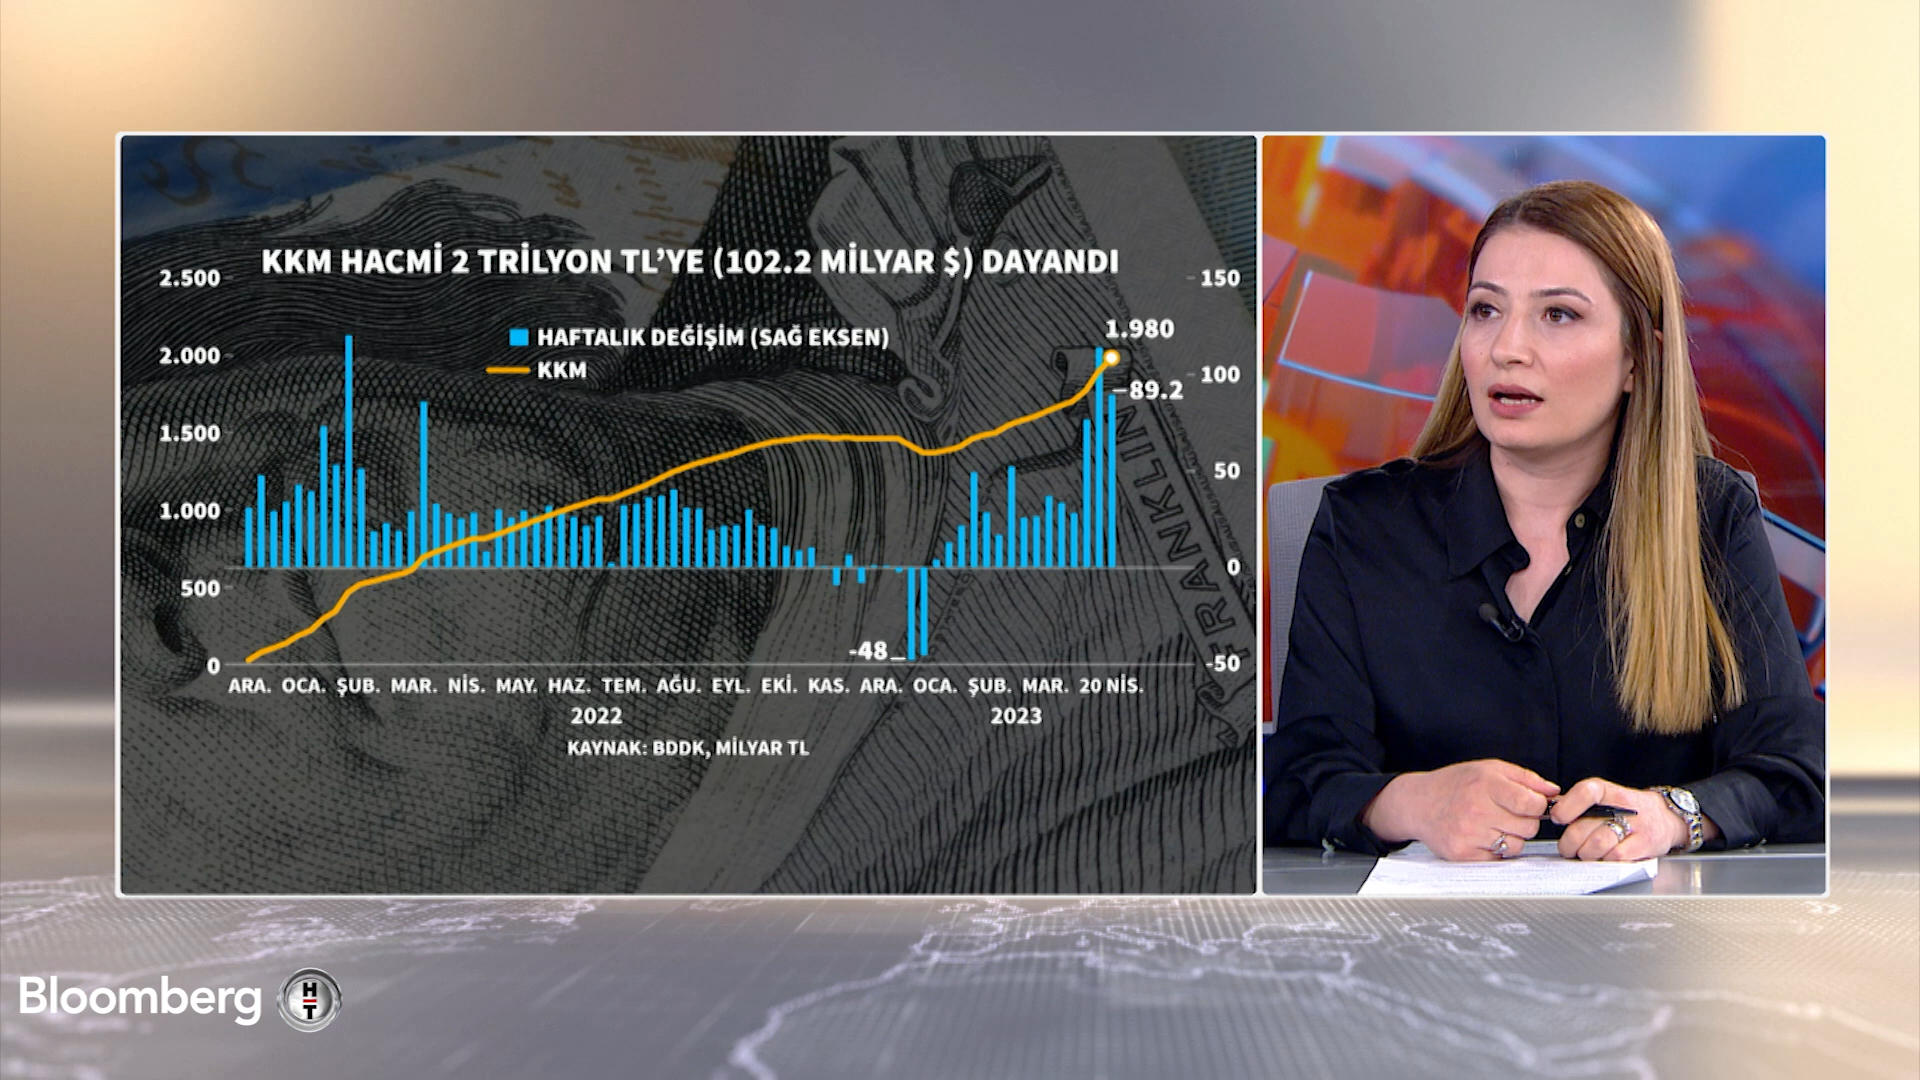 KKM HACMİ 2 TRİLYON TL'YE (102.2 MİLYAR $) DAYANDI
2.500
150
HAFTALIK DEĞİŞİM (SAĞ EKSEN)
1.980
2.000
KKM
100
89.2
1.500
50
1.000
0
500
-48
0
-50
ARA. OCA. ŞUB. MAR. NİS. MAY. HAZ. TEM. AĞU. EYL. EKİ. KAS. ARA. OCA. ŞUB. MAR. 20 NİS.
2022 2023
KAYNAK: BDDK, MİLYAR TL
FRANKLIN
Bloomberg HT